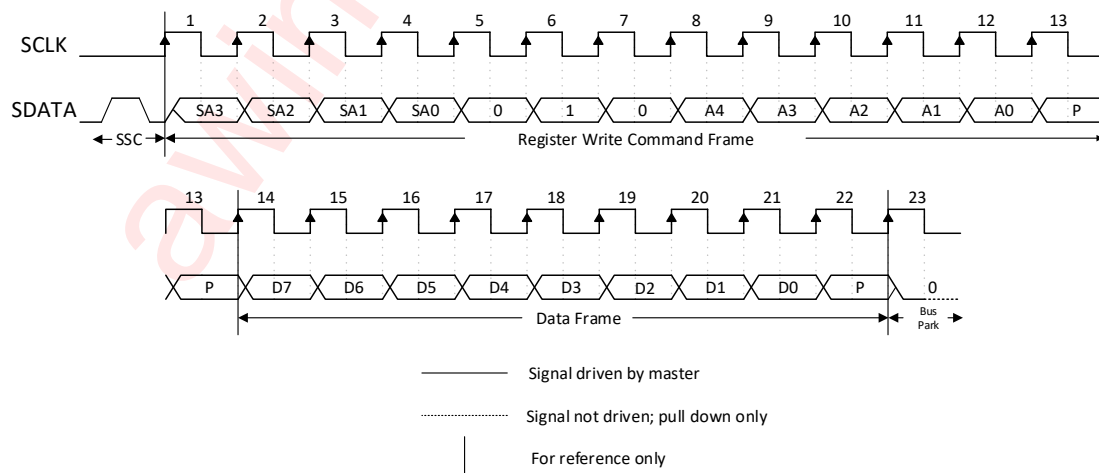 1 2 3 4 5 6 7 8 9 10 11 12 13
SCLK
SDATA SA3 SA2 SA1 SA0 0 1 0 A4 A3 A2 A1 A0 P
SSC Register Write Command Frame
13 14 15 16 17 18 19 20 21 22 23
P D7 D6 D5 D4 D3 D2 D1 D0 P 0
Data Frame Bus
Park
Signal driven by master
Signal not driven; pull down only
For reference only
awin